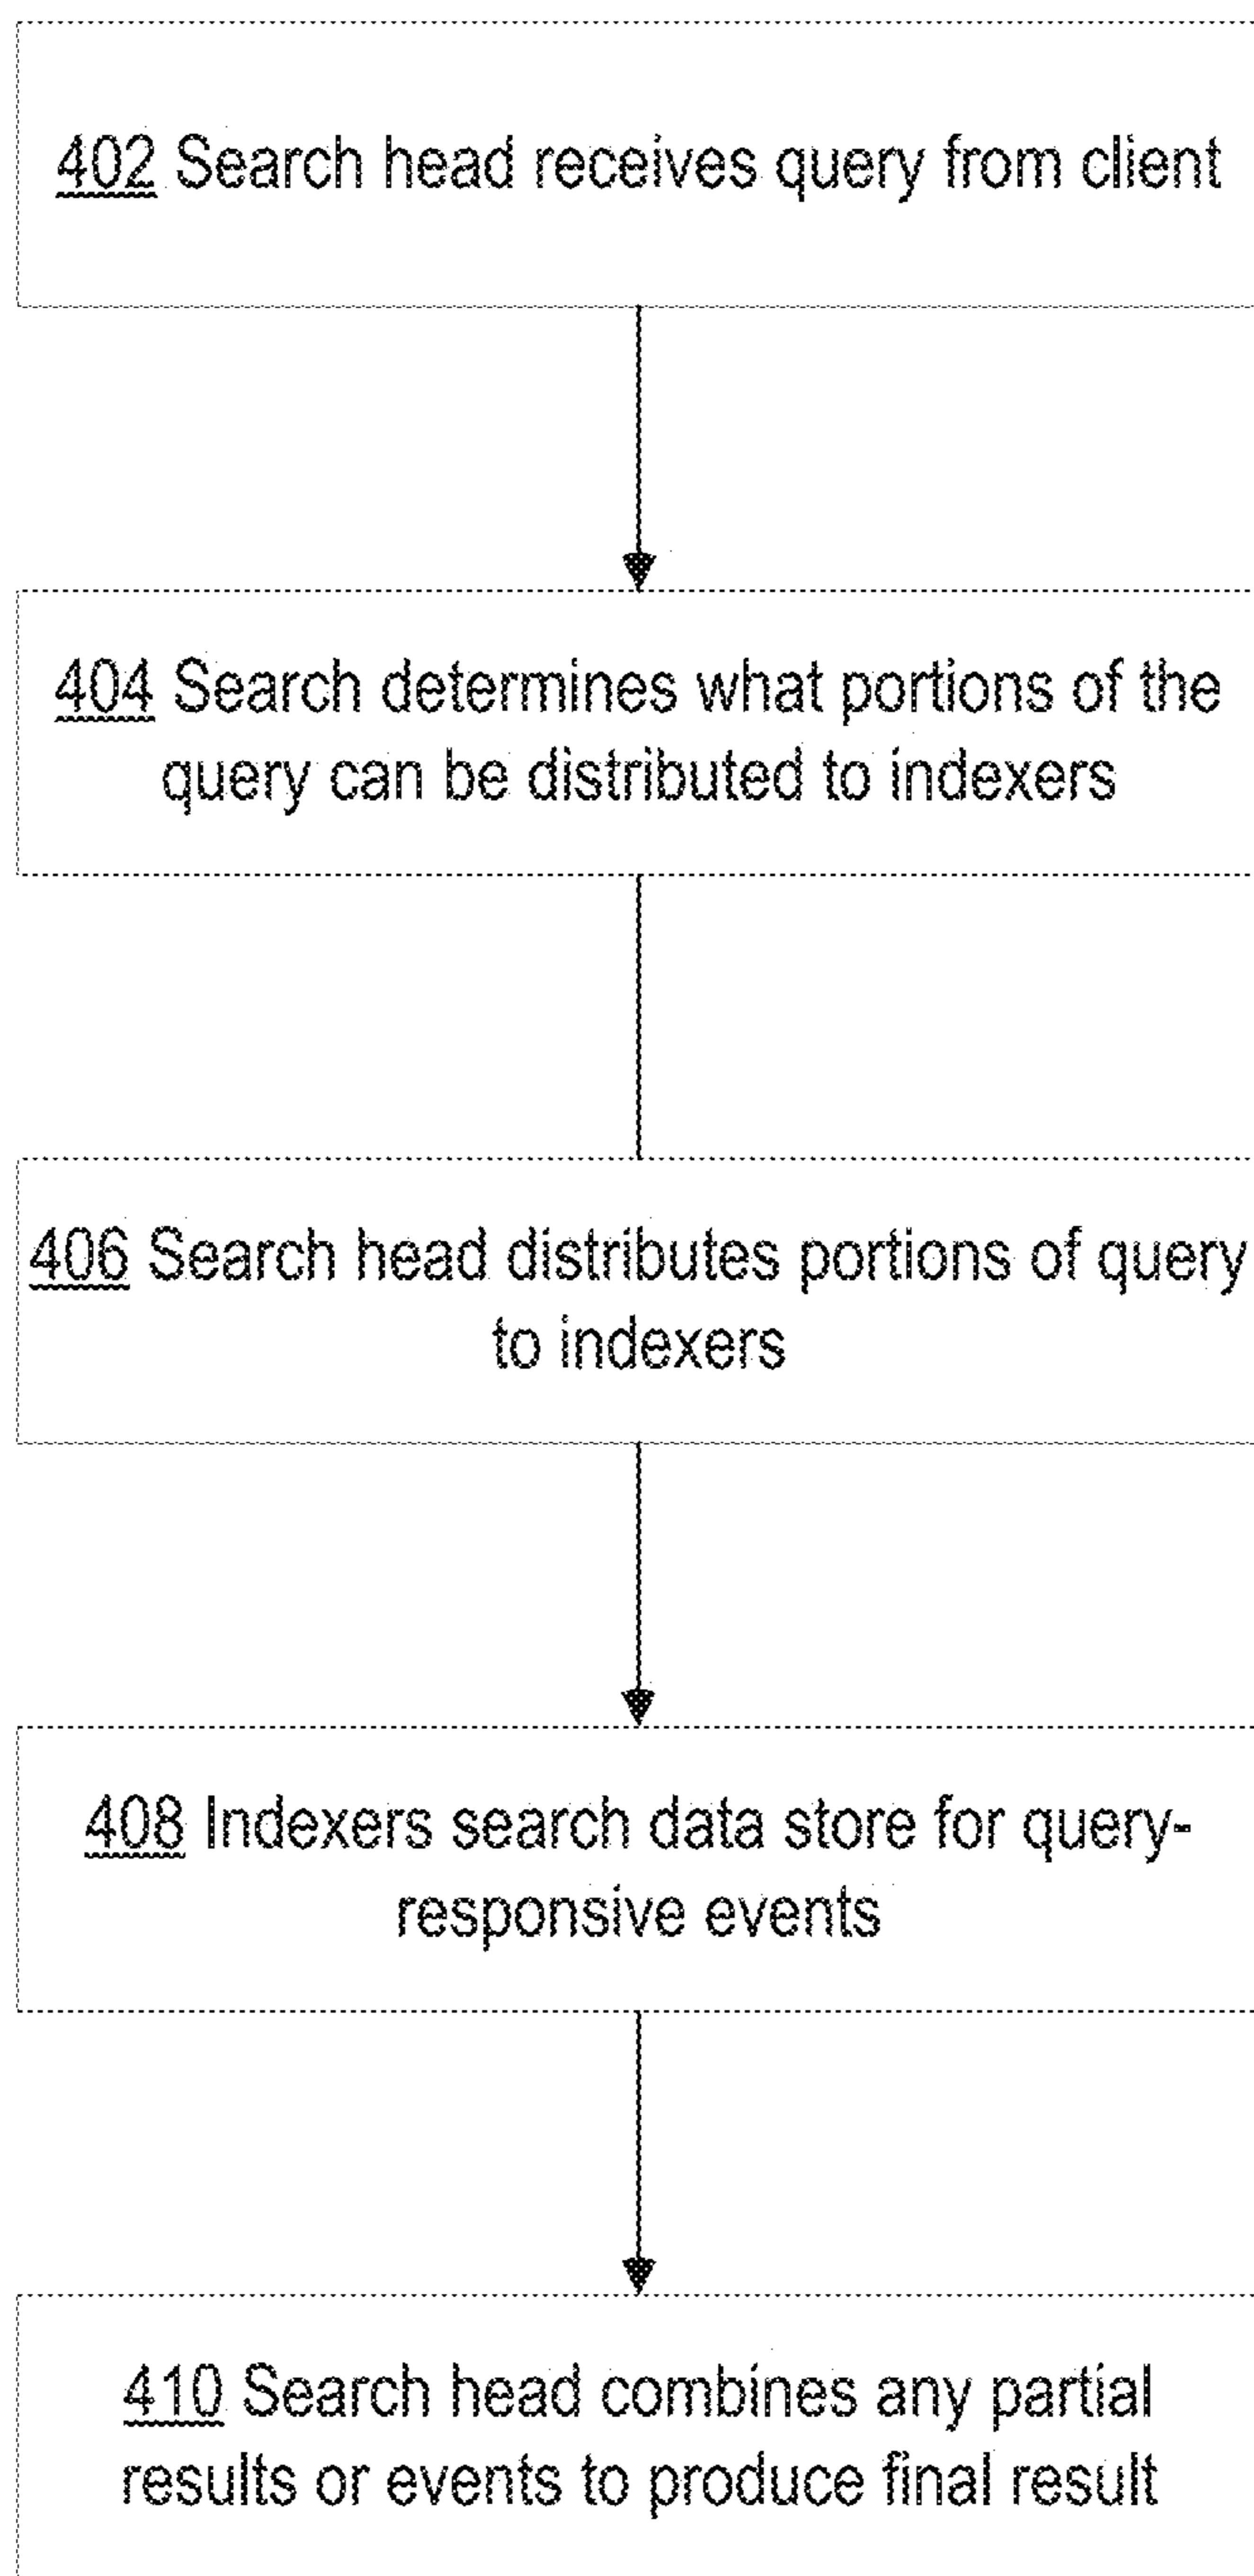 402 Search head receives query from client
404 Search determines what portions of the
query can be distributed to indexers
406 Search head distributes portions of query
to indexers
408 Indexers search data store for query-
responsive events
410 Search head combines any partial
results or events to produce final result